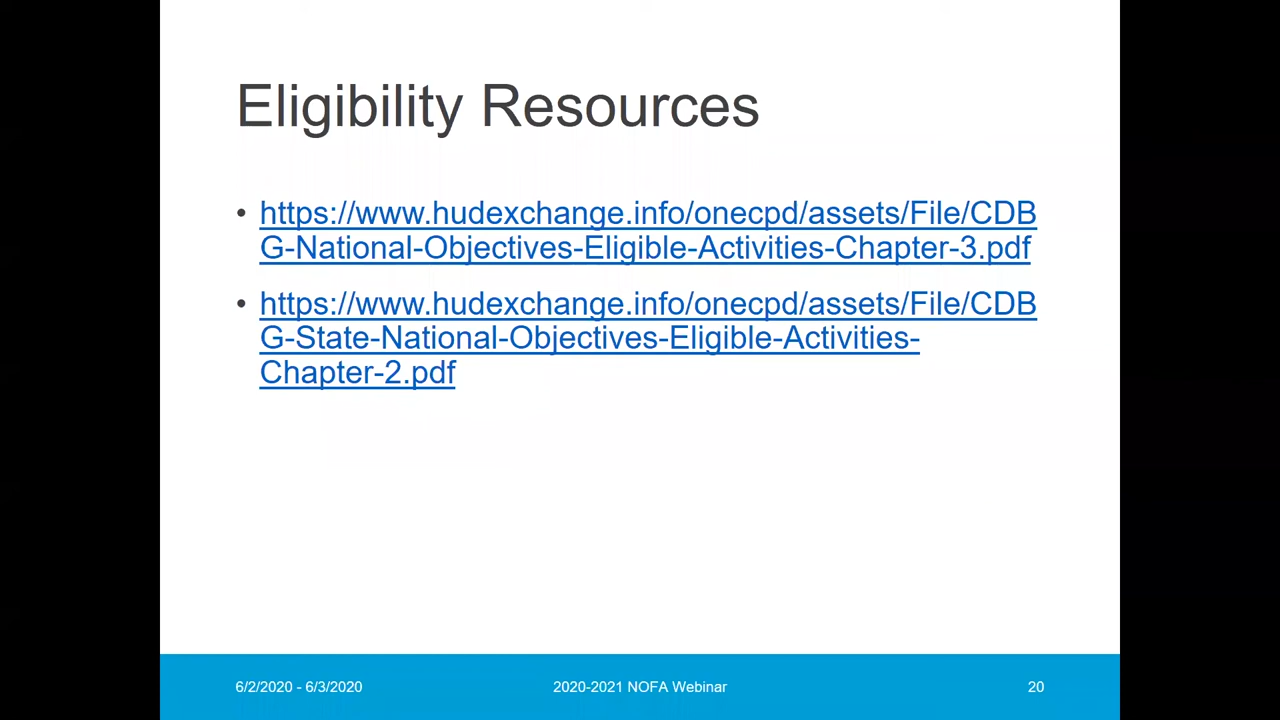 Eligibility Resources
• https://www.hudexchange.info/onecpd/assets/File/CDB
G-National-Objectives-Eligible-Activities-Chapter-3.pdf
• https://www.hudexchange.info/onecpd/assets/File/CDB
G-State-National-Objectives-Eligible-Activities-
Chapter-2.pdf
6/2/2020 - 6/3/2020 2020-2021 NOFA Webinar 20